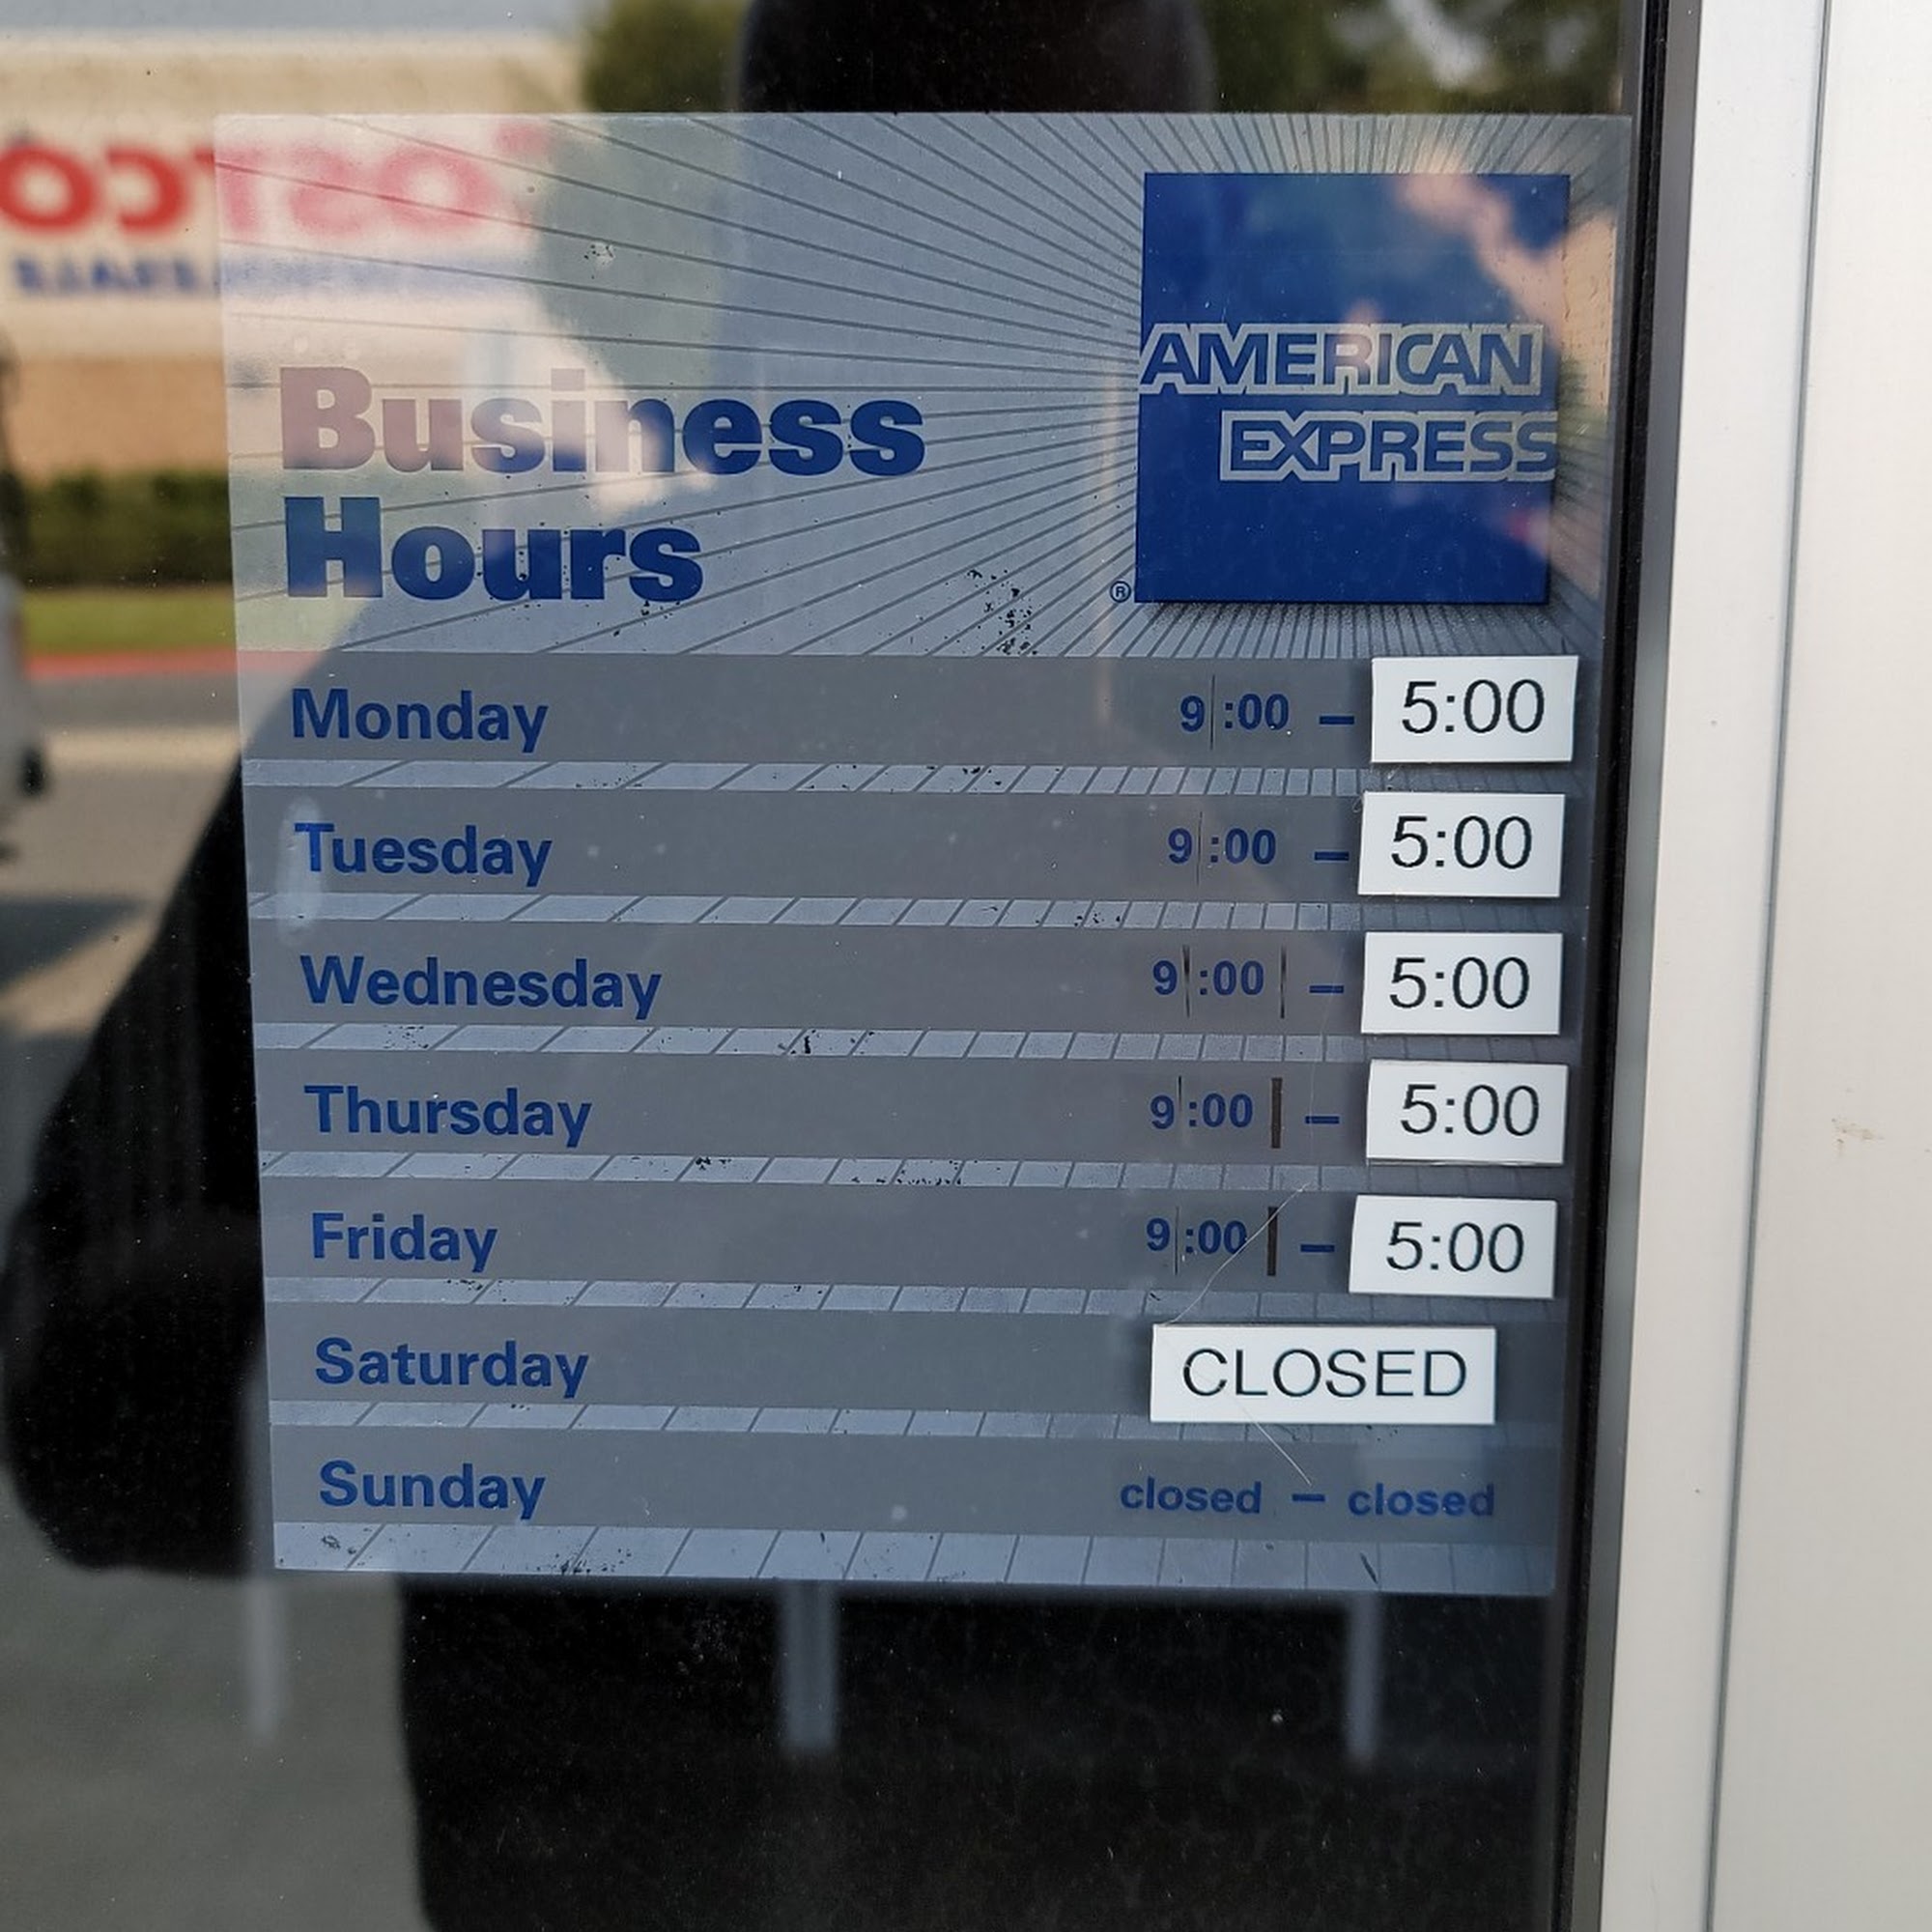 AMERICAN
EXPRESS
®
Business
Hours
Monday 9:00 – 5:00
Tuesday 9:00 – 5:00
Wednesday 9:00 – 5:00
Thursday 9:00 – 5:00
Friday 9:00 – 5:00
Saturday CLOSED
Sunday closed – closed